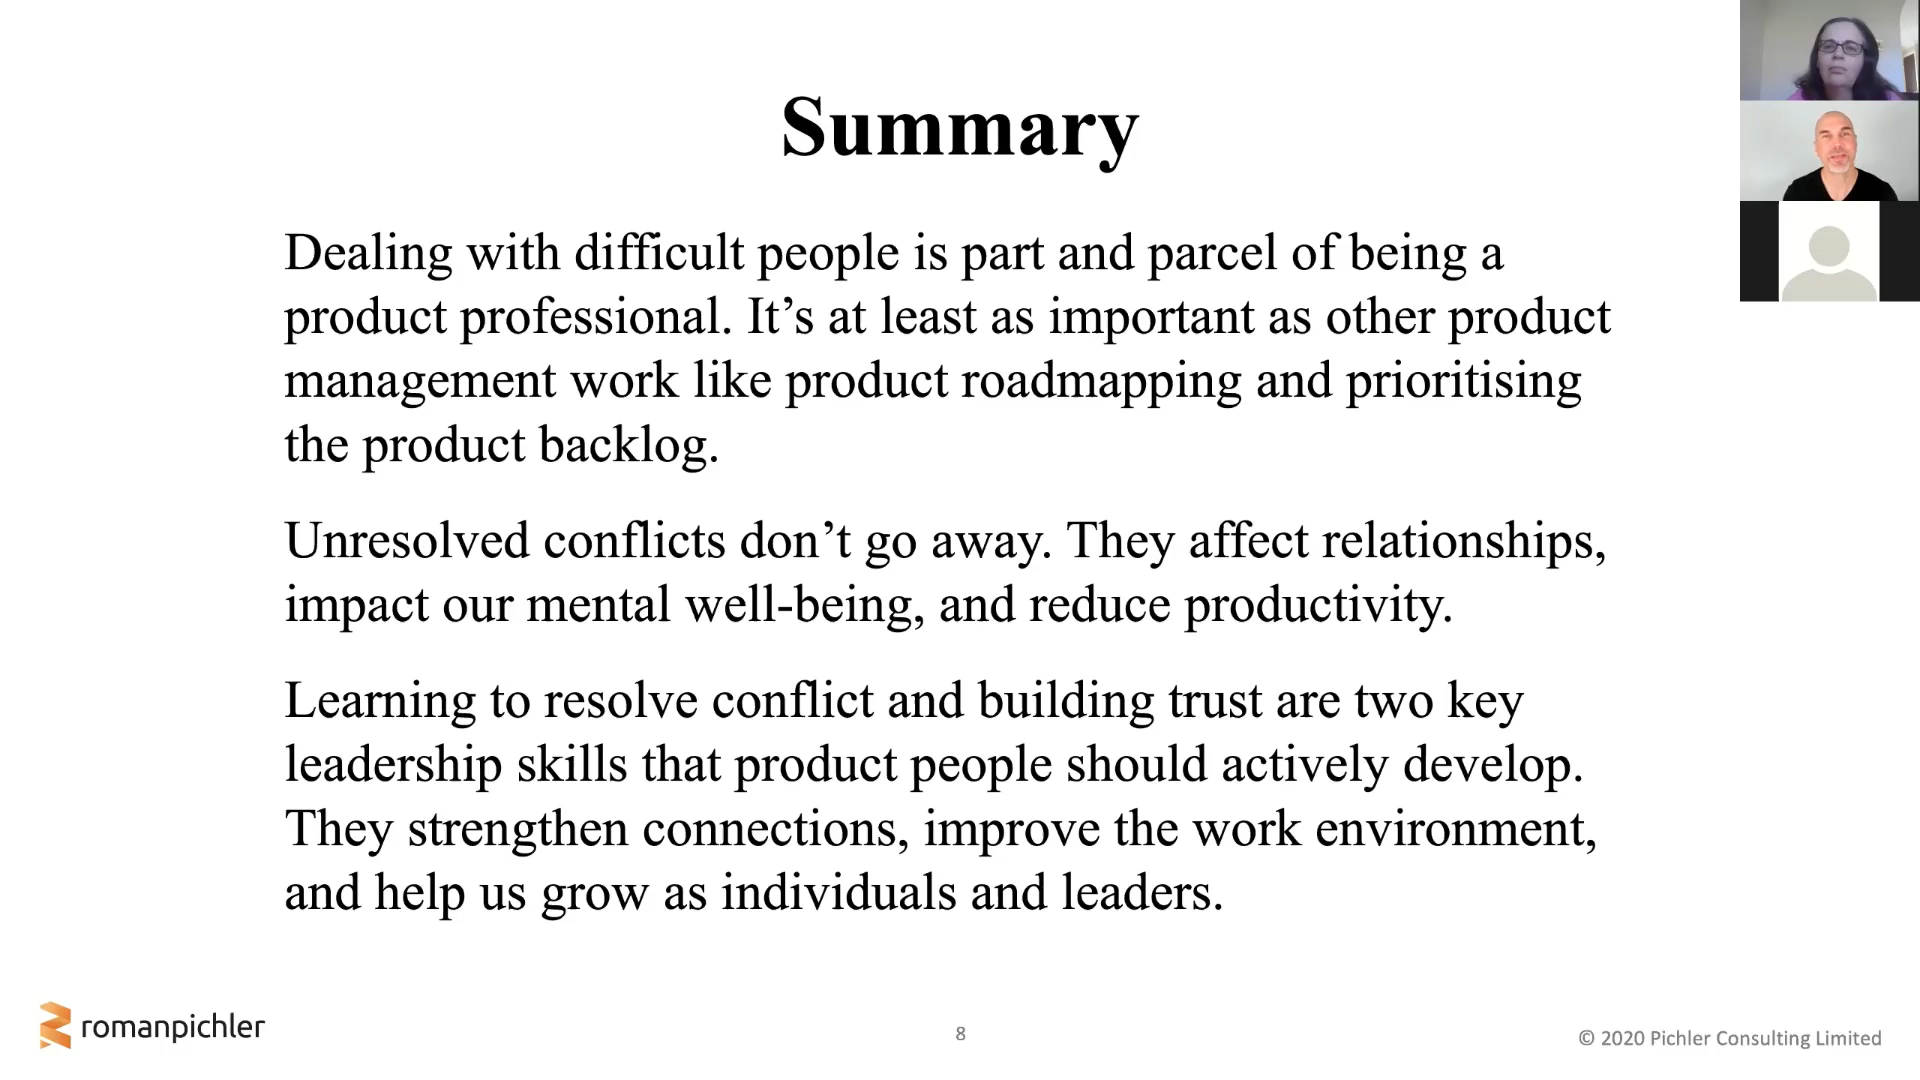 Summary
Dealing with difficult people is part and parcel of being a
product professional. It’s at least as important as other product
management work like product roadmapping and prioritising
the product backlog.
Unresolved conflicts don’t go away. They affect relationships,
impact our mental well-being, and reduce productivity.
Learning to resolve conflict and building trust are two key
leadership skills that product people should actively develop.
They strengthen connections, improve the work environment,
and help us grow as individuals and leaders.
romanpichler
8
© 2020 Pichler Consulting Limited